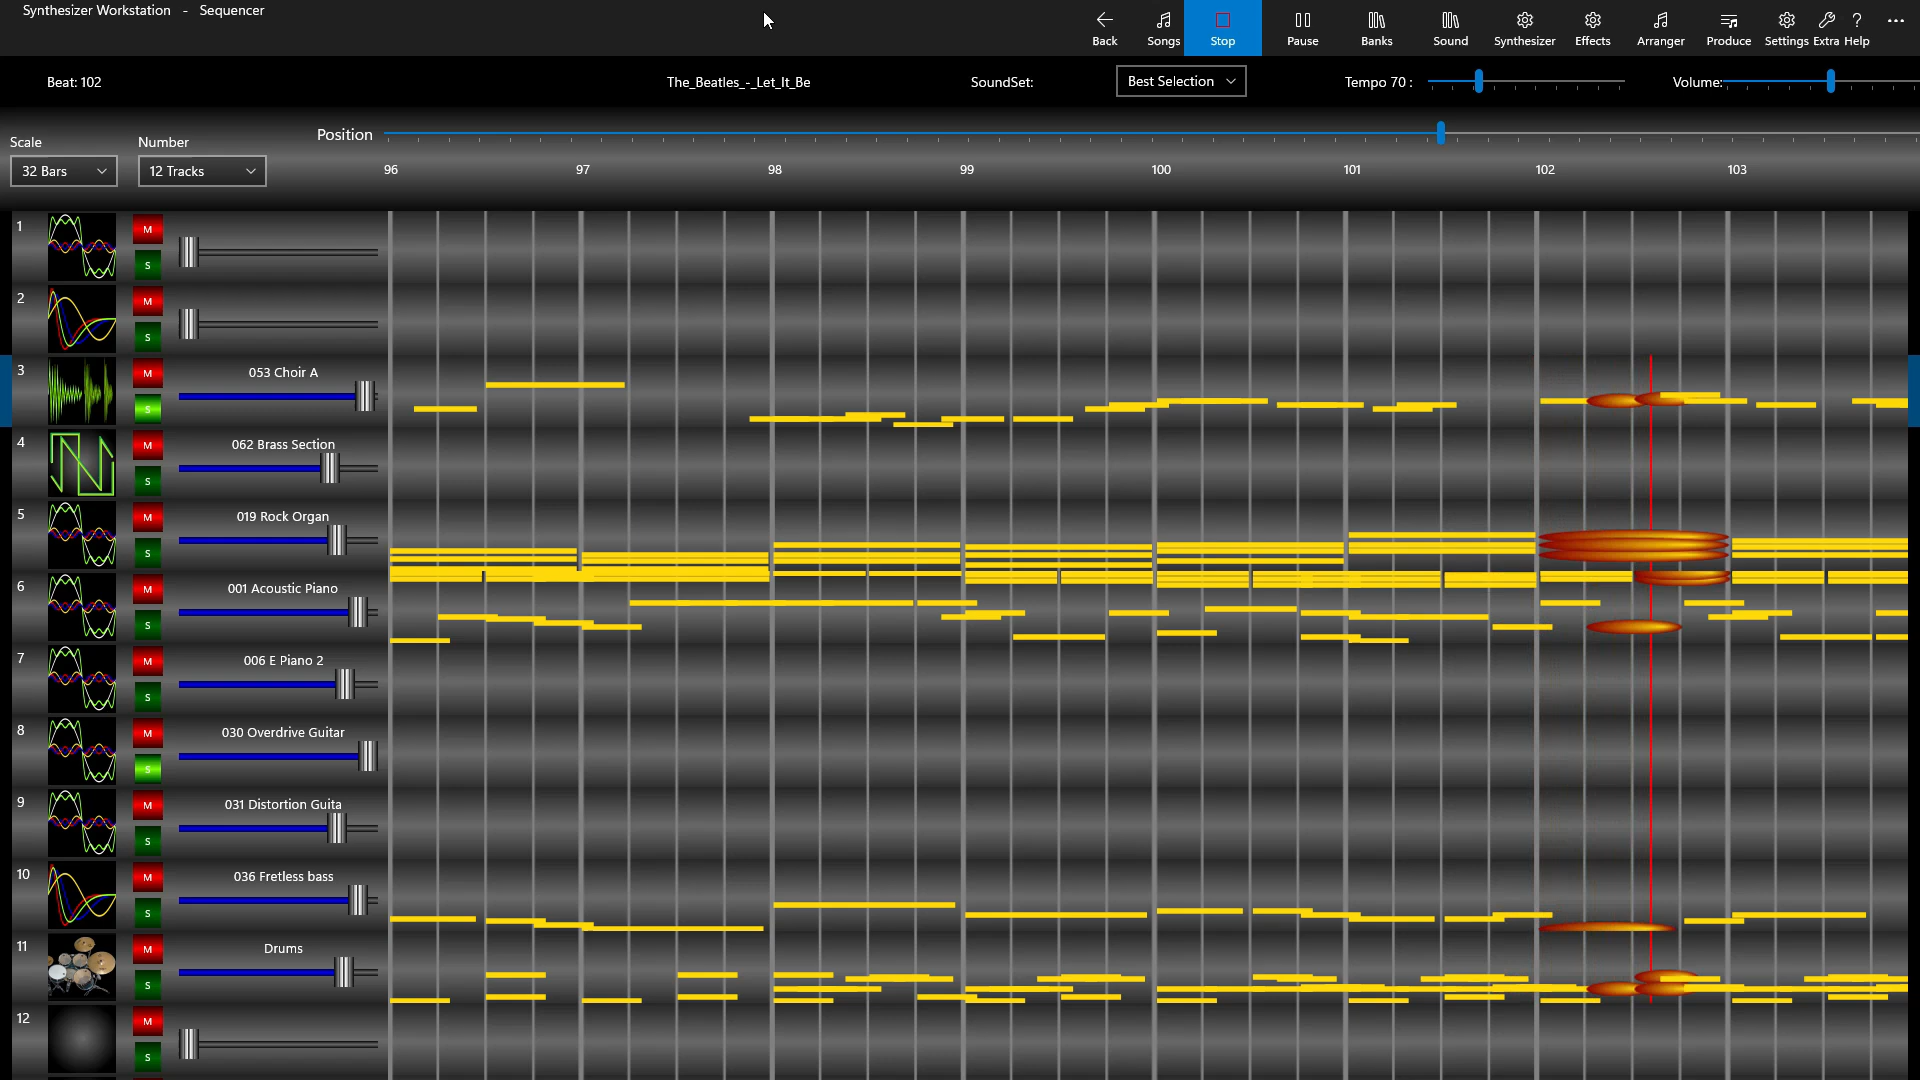 Synthesizer Workstation - Sequencer
Back Songs Stop Pause Banks Sound Synthesizer Effects Arranger Produce Settings Extra Help
Beat: 102 The_Beatles_-_Let_It_Be SoundSet: Best Selection Tempo 70 : Volume:
Scale Number Position
32 Bars 12 Tracks 96 97 98 99 100 101 102 103
1 M
S
2 M
S
3 M 053 Choir A
S
4 M 062 Brass Section
S
5 M 019 Rock Organ
S
6 M 001 Acoustic Piano
S
7 M 006 E Piano 2
S
8 M 030 Overdrive Guitar
S
9 M 031 Distortion Guita
S
10 M 036 Fretless bass
S
11 M Drums
S
12 M
S